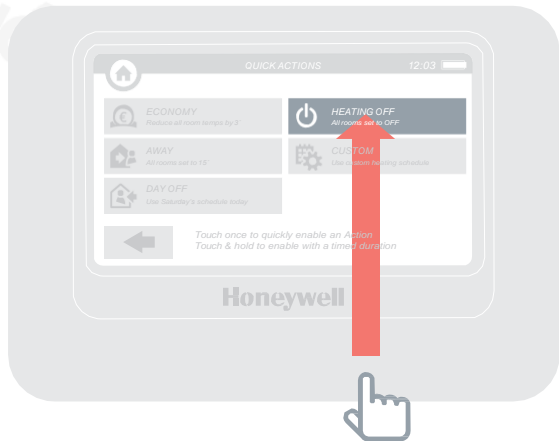 QUICK ACTIONS 12:03
ECONOMY
Reduce all room temps by 3°
HEATING OFF
All rooms set to OFF
AWAY
All rooms set to 15°
CUSTOM
Use custom heating schedule
DAY OFF
Use Saturday's schedule today
Touch once to quickly enable an Action
Touch & hold to enable with a timed duration
Honeywell